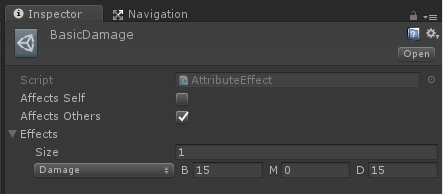 Inspector Navigation
BasicDamage
Open
Script AttributeEffect
Affects Self
Affects Others
Effects
Size 1
Damage B 15 M 0 D 15